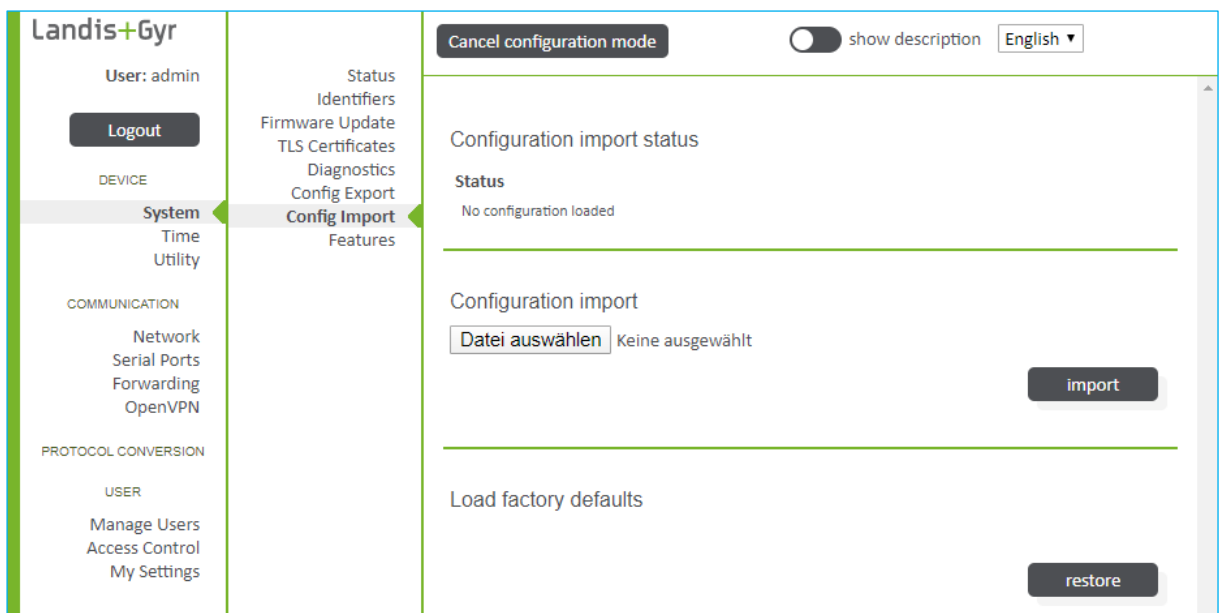 Landis+Gyr
User: admin
Logout
DEVICE
System
Time
Utility
COMMUNICATION
Network
Serial Ports
Forwarding
OpenVPN
PROTOCOL CONVERSION
USER
Manage Users
Access Control
My Settings
Status
Identifiers
Firmware Update
TLS Certificates
Diagnostics
Config Export
Config Import
Features
Cancel configuration mode
show description
English
Configuration import status
Status
No configuration loaded
Configuration import
Datei auswählen Keine ausgewählt
import
Load factory defaults
restore